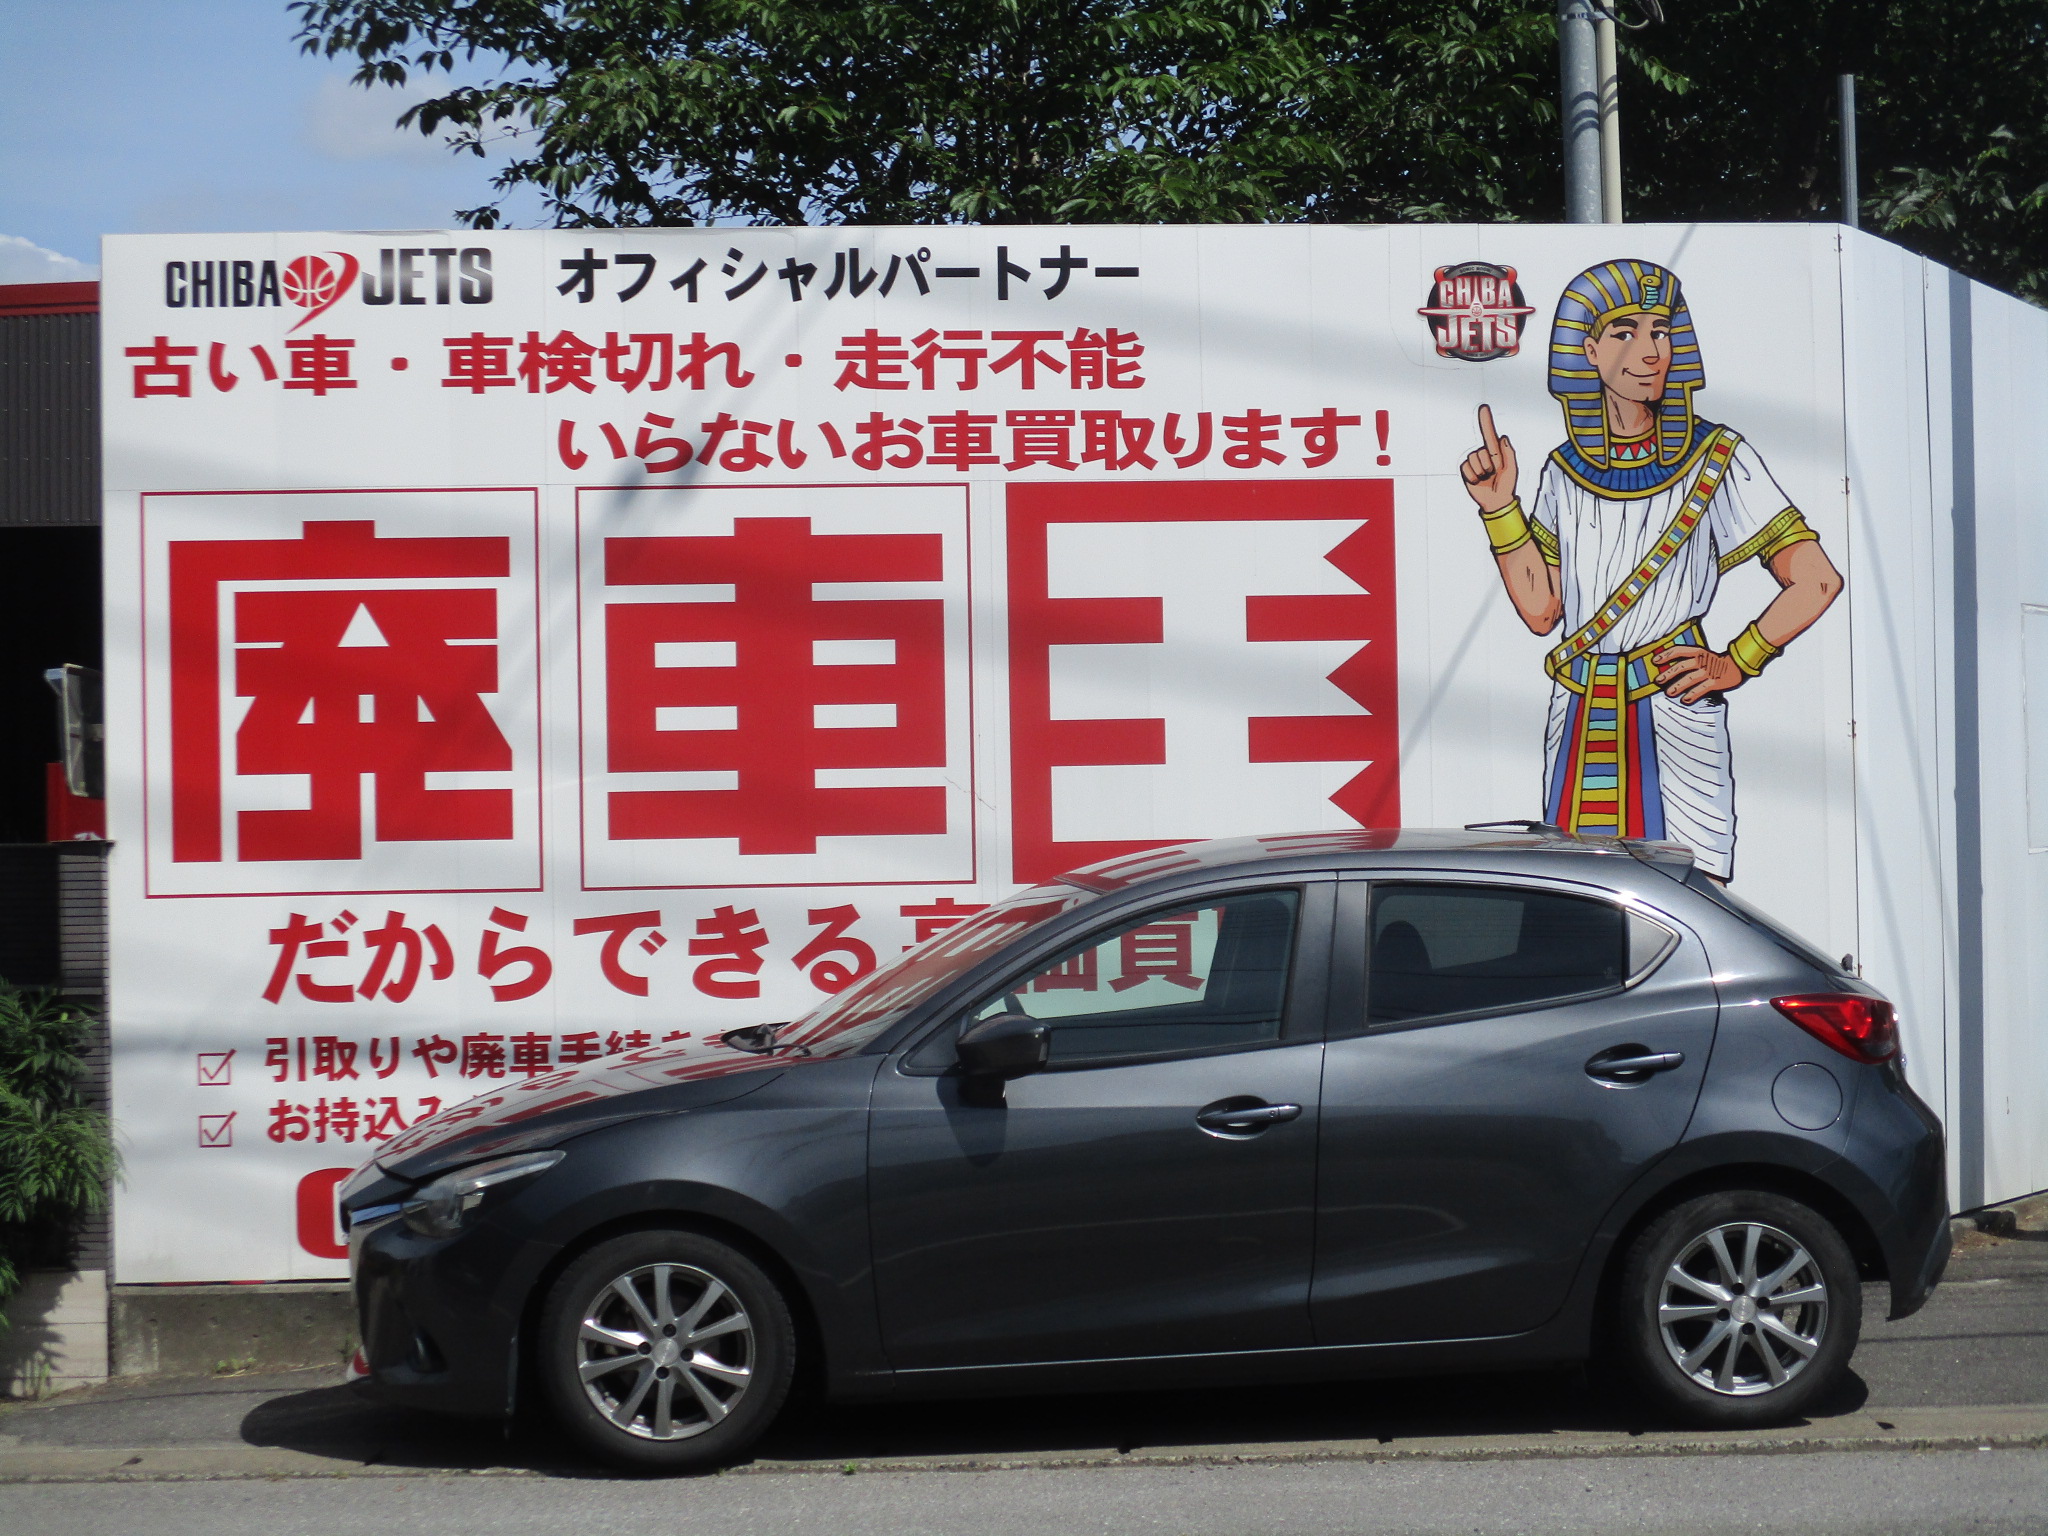 CHIBA JETS オフィシャルパートナー
CHIBA JETS
古い車・車検切れ・走行不能
いらないお車買取ります!
廃車王
だからできる
引取りや廃車手続
お持込み